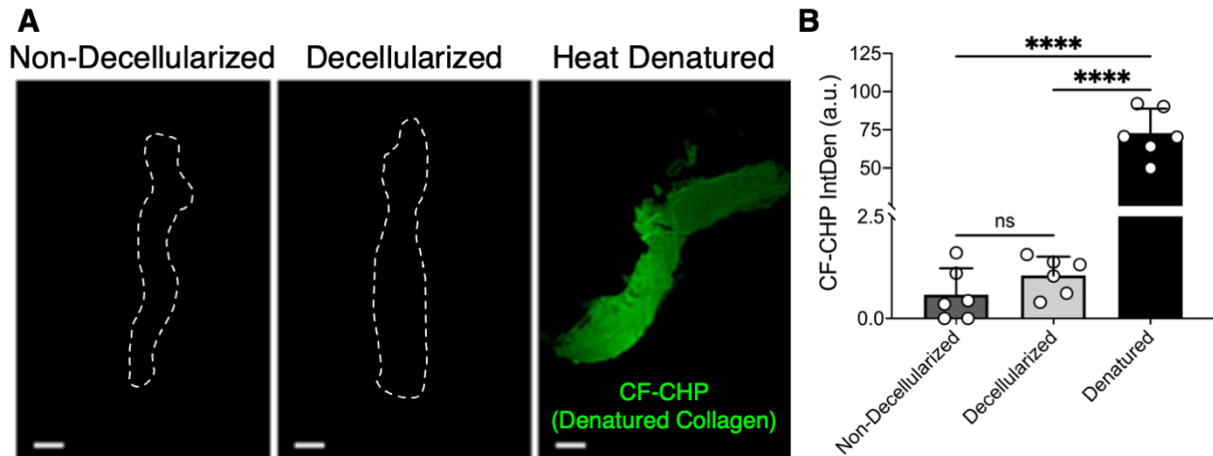 A
Non-Decellularized
Decellularized
Heat Denatured
CF-CHP
(Denatured Collagen)
B
CF-CHP IntDen (a.u.)
125
100
75
50
2.5
0.0
****
****
ns
Non-Decellularized
Decellularized
Denatured